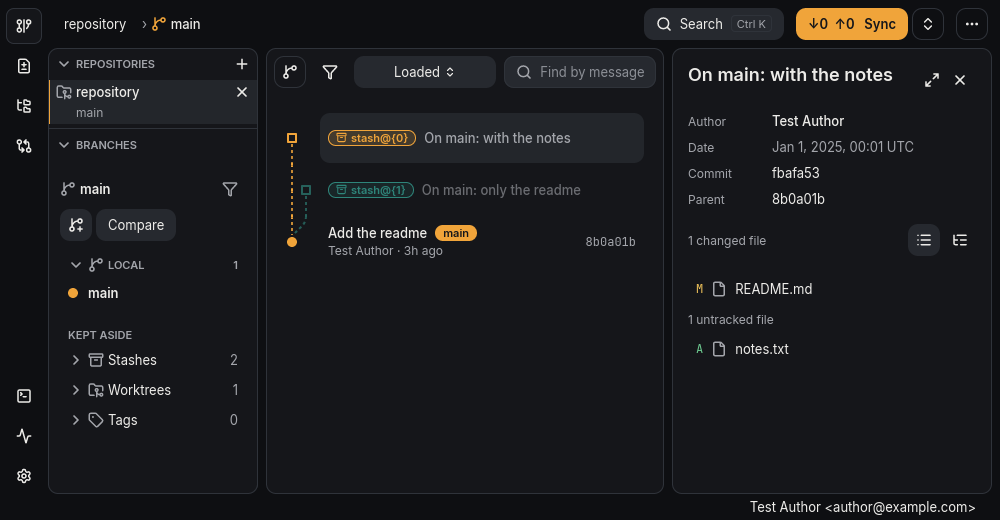 repository › main
Search Ctrl K
↓0 ↑0 Sync
REPOSITORIES
repository
main
BRANCHES
main
Compare
LOCAL 1
main
KEPT ASIDE
Stashes 2
Worktrees 1
Tags 0
Loaded
Find by message
stash@{0} On main: with the notes
stash@{1} On main: only the readme
Add the readme main
Test Author · 3h ago 8b0a01b
On main: with the notes
Author Test Author
Date Jan 1, 2025, 00:01 UTC
Commit fbafa53
Parent 8b0a01b
1 changed file
M README.md
1 untracked file
A notes.txt
Test Author <author@example.com>